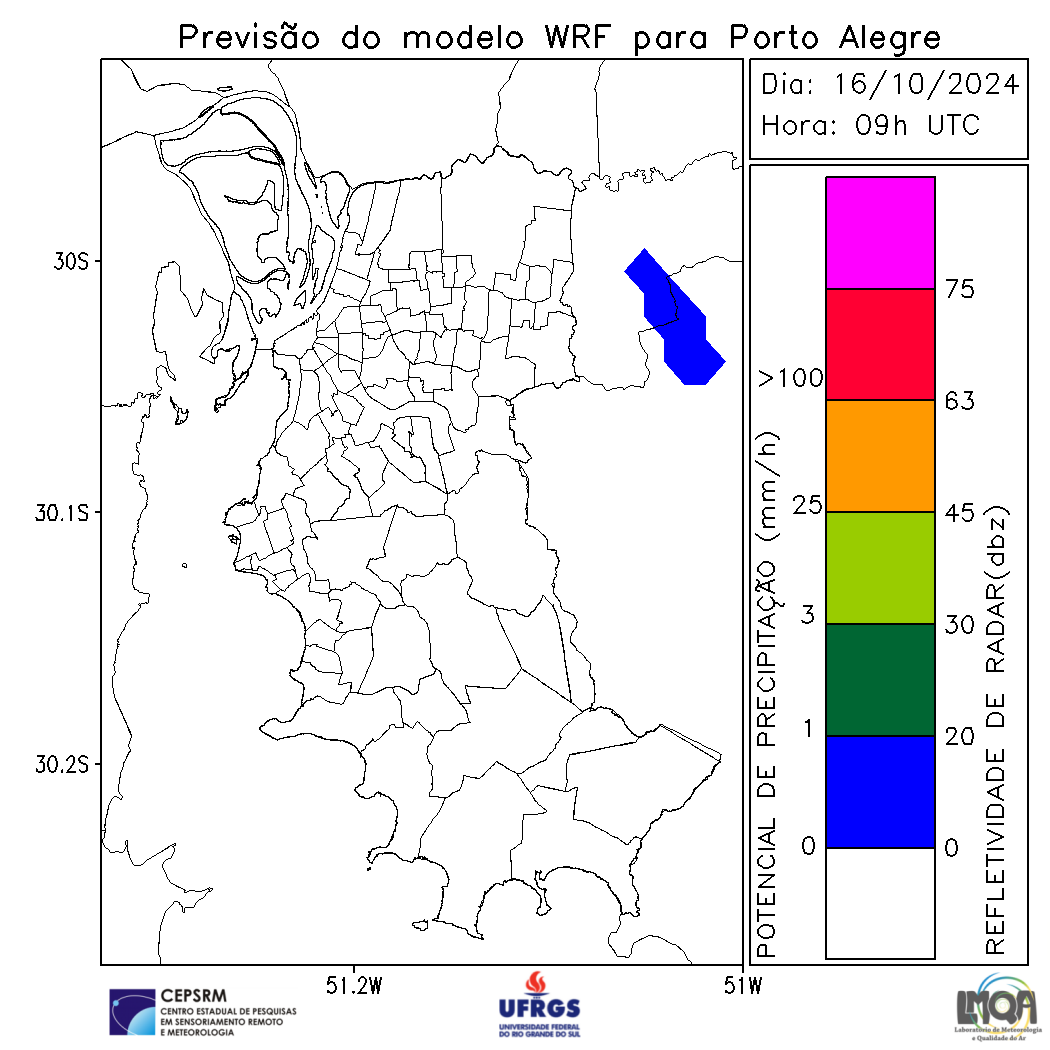 Previsão do modelo WRF para Porto Alegre
Dia: 16/10/2024
Hora: 09h UTC
30S
30.1S
30.2S
51.2W
51W
POTENCIAL DE PRECIPITAÇÃO (mm/h)
>100
25
3
1
0
75
63
45
30
20
0
REFLETIVIDADE DE RADAR(dbz)
CEPSRM
CENTRO ESTADUAL DE PESQUISAS
EM SENSORIAMENTO REMOTO
E METEOROLOGIA
UFRGS
UNIVERSIDADE FEDERAL
DO RIO GRANDE DO SUL
LMQA
Laboratório de Meteorologia
e Qualidade do Ar